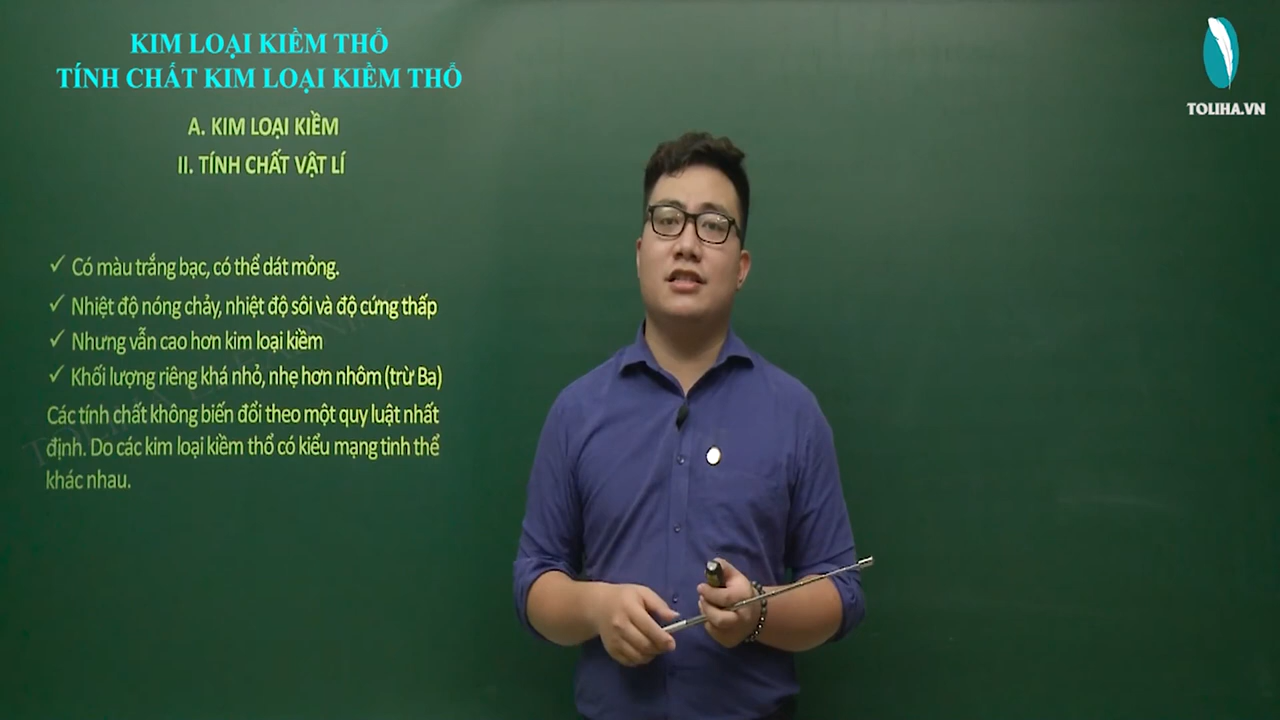 KIM LOẠI KIỀM THỔ
TÍNH CHẤT KIM LOẠI KIỀM THỔ
TOLIHA.VN
A. KIM LOẠI KIỀM
II. TÍNH CHẤT VẬT LÍ
✓ Có màu trắng bạc, có thể dát mỏng.
✓ Nhiệt độ nóng chảy, nhiệt độ sôi và độ cứng thấp
✓ Nhưng vẫn cao hơn kim loại kiềm
✓ Khối lượng riêng khá nhỏ, nhẹ hơn nhôm (trừ Ba)
Các tính chất không biến đổi theo một quy luật nhất
định. Do các kim loại kiềm thổ có kiểu mạng tinh thể
khác nhau.